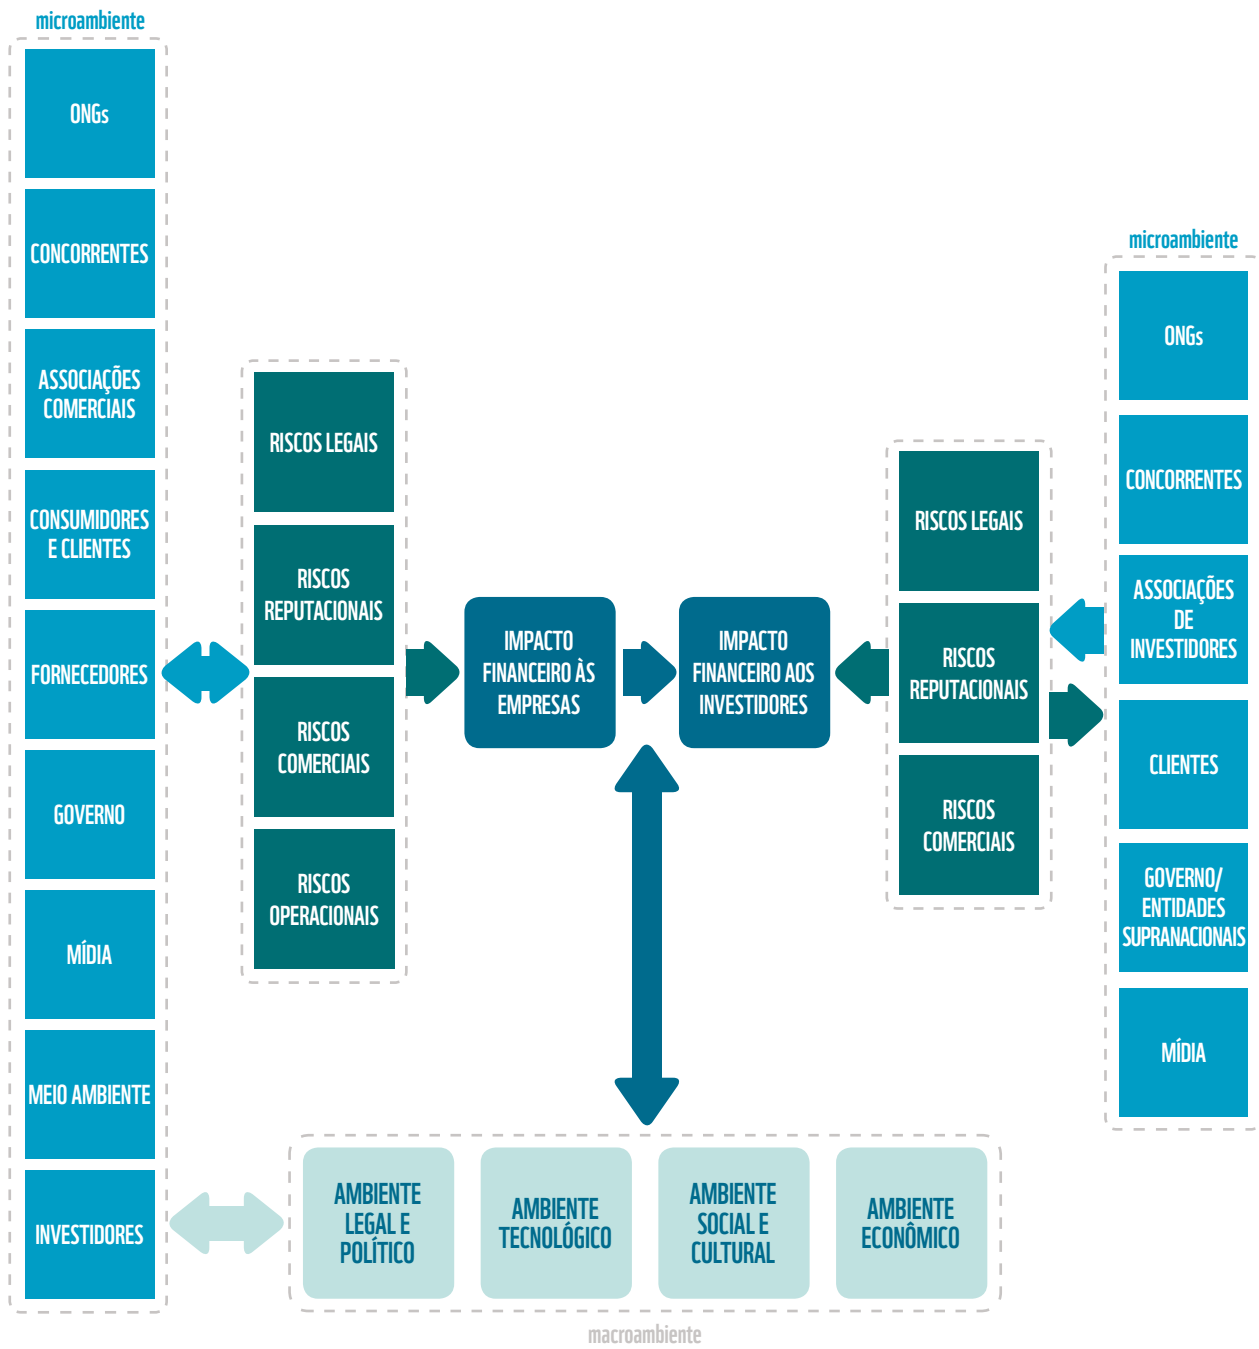 microambiente
ONGs
CONCORRENTES
ASSOCIAÇÕES
COMERCIAIS
CONSUMIDORES
E CLIENTES
FORNECEDORES
GOVERNO
MÍDIA
MEIO AMBIENTE
INVESTIDORES
RISCOS LEGAIS
RISCOS
REPUTACIONAIS
RISCOS
COMERCIAIS
RISCOS
OPERACIONAIS
IMPACTO
FINANCEIRO ÀS
EMPRESAS
IMPACTO
FINANCEIRO AOS
INVESTIDORES
RISCOS LEGAIS
RISCOS
REPUTACIONAIS
RISCOS
COMERCIAIS
microambiente
ONGs
CONCORRENTES
ASSOCIAÇÕES
DE
INVESTIDORES
CLIENTES
GOVERNO/
ENTIDADES
SUPRANACIONAIS
MÍDIA
AMBIENTE
LEGAL E
POLÍTICO
AMBIENTE
TECNOLÓGICO
AMBIENTE
SOCIAL E
CULTURAL
AMBIENTE
ECONÔMICO
macroambiente